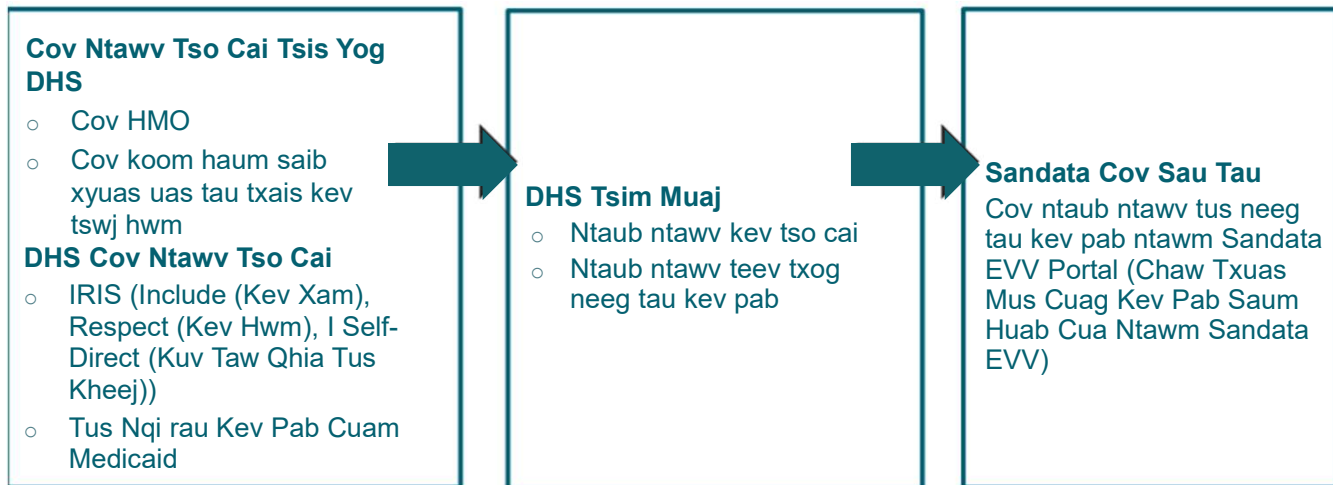 Cov Ntawv Tso Cai Tsis Yog
DHS
○ Cov HMO
○ Cov koom haum saib
xyuas uas tau txais kev
tswj hwm
DHS Cov Ntawv Tso Cai
○ IRIS (Include (Kev Xam),
Respect (Kev Hwm), I Self-
Direct (Kuv Taw Qhia Tus
Kheej))
○ Tus Nqi rau Kev Pab Cuam
Medicaid
DHS Tsim Muaj
○ Ntaub ntawv kev tso cai
○ Ntaub ntawv teev txog
neeg tau kev pab
Sandata Cov Sau Tau
Cov ntaub ntawv tus neeg
tau kev pab ntawm Sandata
EVV Portal (Chaw Txuas
Mus Cuag Kev Pab Saum
Huab Cua Ntawm Sandata
EVV)